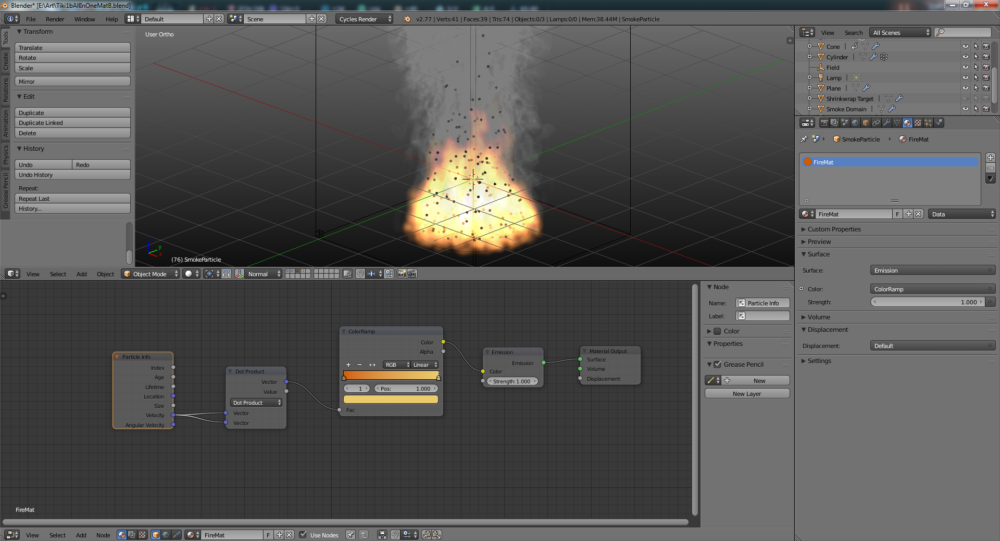 Blender* [E:\Art\Tiki1bAllInOneMatB.blend]
File Render Window Help Default Scene Cycles Render v2.77 | Verts:41 | Faces:39 | Tris:74 | Objects:0/3 | Lamps:0/0 | Mem:38.44M | SmokeParticle
Tools
Create
Relations
Animation
Physics
Grease Pencil
Transform
Translate
Rotate
Scale
Mirror
Edit
Duplicate
Duplicate Linked
Delete
History
Undo Redo
Undo History
Repeat:
Repeat Last
History...
User Ortho
z
y
x
(76) SmokeParticle
View Select Add Object Object Mode Normal
View Search All Scenes
Cone
Cylinder
Field
Lamp
Plane
Shrinkwrap Target
Smoke Domain
SmokeParticle FireMat
FireMat
FireMat F Data
Custom Properties
Preview
Surface
Surface: Emission
Color: ColorRamp
Strength: 1.000
Volume
Displacement
Displacement: Default
Settings
Particle Info
Index
Age
Lifetime
Location
Size
Velocity
Angular Velocity
Dot Product
Vector
Value
Dot Product
Vector
Vector
ColorRamp
Color
Alpha
RGB Linear
1 Pos: 1.000
Fac
Emission
Emission
Color
Strength:1.000
Material Output
Surface
Volume
Displacement
Node
Name: Particle Info
Label:
Color
Properties
Grease Pencil
New
New Layer
FireMat
View Select Add Node FireMat F Use Nodes